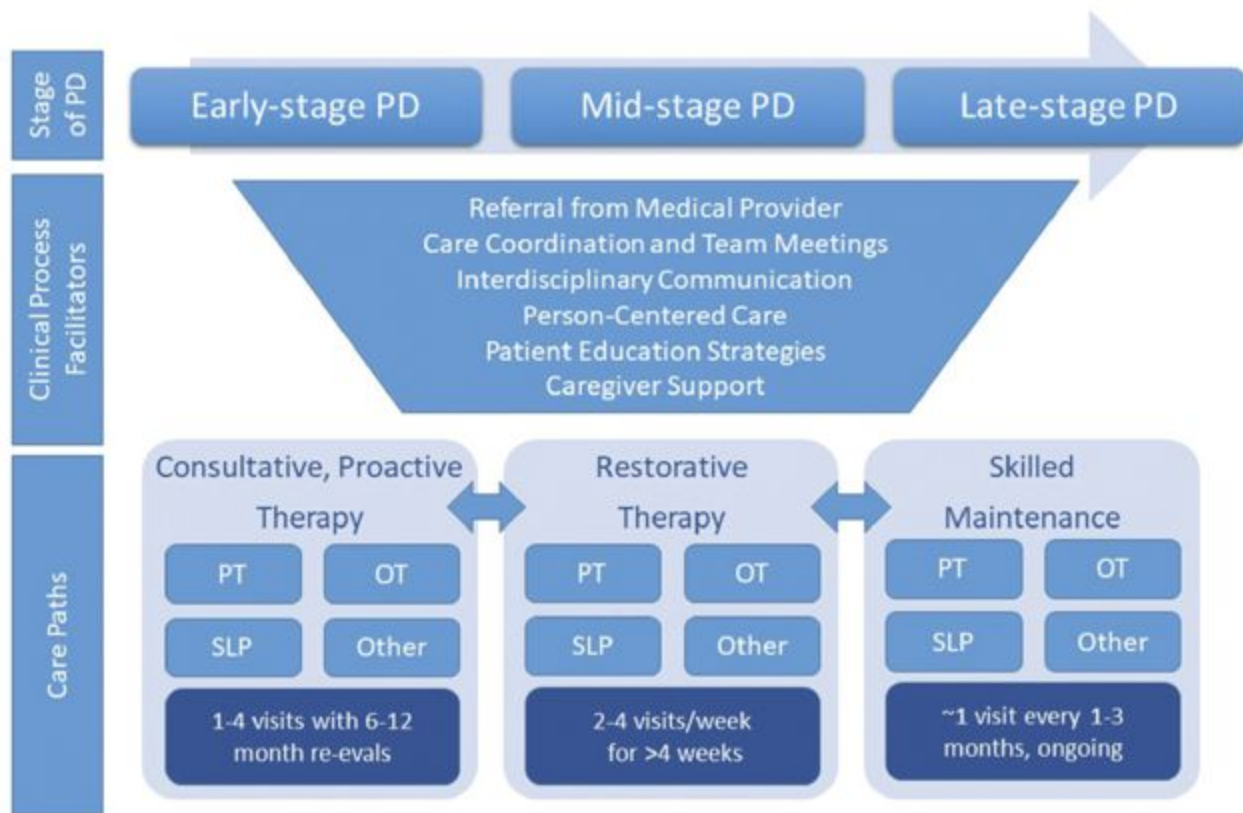 Stage
of PD
Early-stage PD
Mid-stage PD
Late-stage PD
Clinical Process
Facilitators
Referral from Medical Provider
Care Coordination and Team Meetings
Interdisciplinary Communication
Person-Centered Care
Patient Education Strategies
Caregiver Support
Care Paths
Consultative, Proactive
Therapy
PT
OT
SLP
Other
1-4 visits with 6-12
month re-evals
Restorative
Therapy
PT
OT
SLP
Other
2-4 visits/week
for >4 weeks
Skilled
Maintenance
PT
OT
SLP
Other
~1 visit every 1-3
months, ongoing